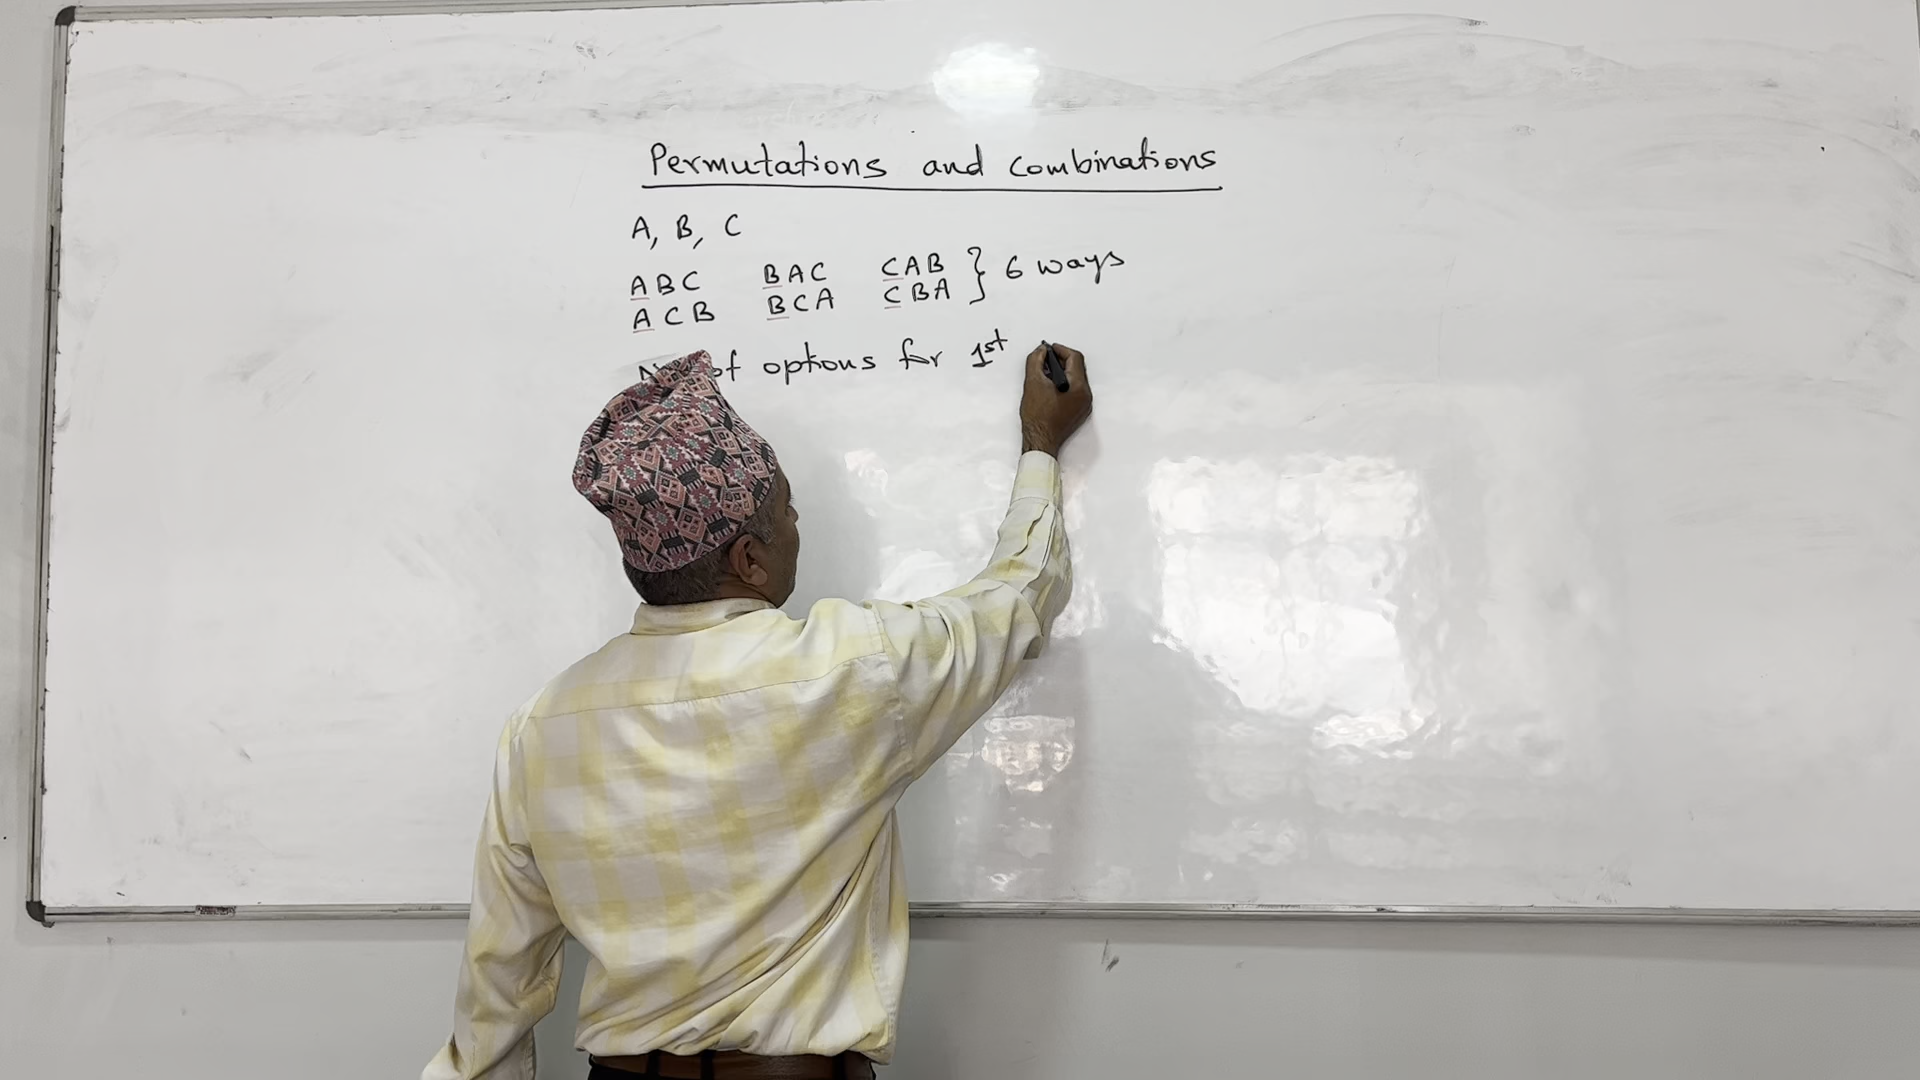 Permutations and Combinations
A, B, C
ABC BAC CAB } 6 ways
ACB BCA CBA
of options for 1st